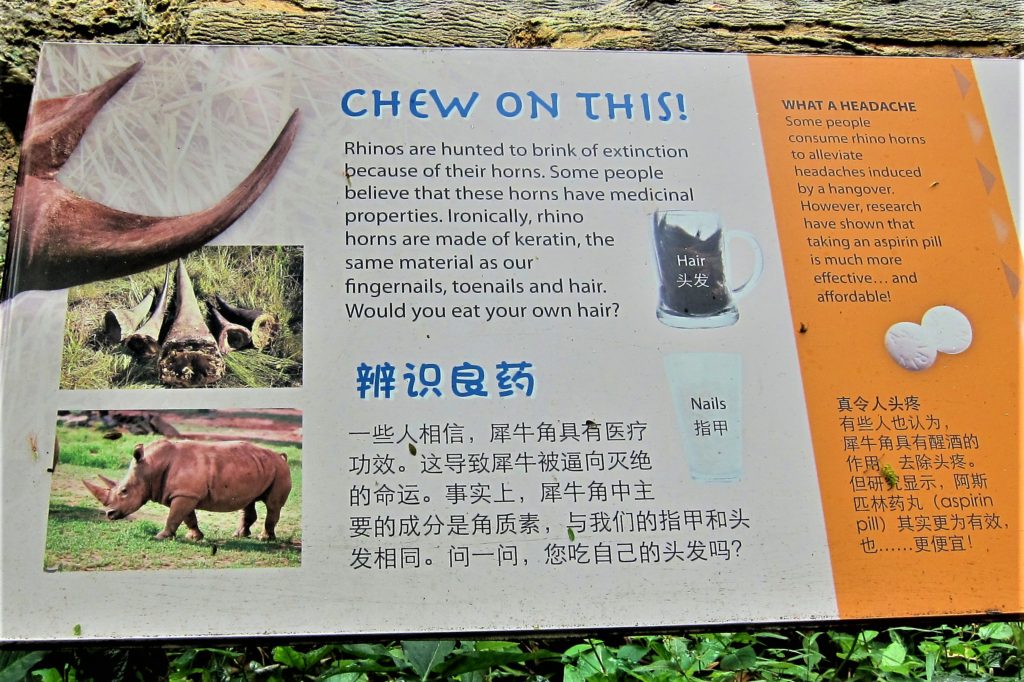 CHEW ON THIS!
Rhinos are hunted to brink of extinction
because of their horns. Some people
believe that these horns have medicinal
properties. Ironically, rhino
horns are made of keratin, the
same material as our
fingernails, toenails and hair.
Would you eat your own hair?
Hair
头发
辨识良药
一些人相信，犀牛角具有医疗
功效。这导致犀牛被逼向灭绝
的命运。事实上，犀牛角中主
要的成分是角质素，与我们的指甲和头
发相同。问一问，您吃自己的头发吗？
Nails
指甲
WHAT A HEADACHE
Some people
consume rhino horns
to alleviate
headaches induced
by a hangover.
However, research
have shown that
taking an aspirin pill
is much more
effective... and
affordable!
真令人头疼
有些人也认为，
犀牛角具有醒酒的
作用，去除头疼。
但研究显示，阿斯
匹林药丸（aspirin
pill）其实更为有效，
也……更便宜！